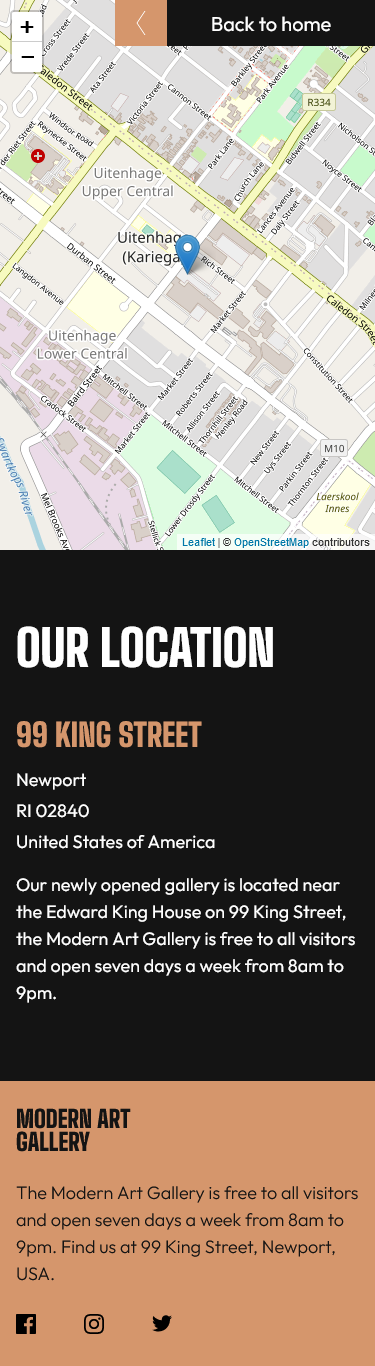 +
−
Back to home
Cross Street
Vrede Street
Ata Street
Caledon Street
Victoria Street
Cannon Street
Barkley Street
Park Avenue
R334
Windsor Road
Reynecke Street
Park Lane
Church Lane
Bidwell Street
Nicholson S
Noyce Street
Uitenhage
Upper Central
Lances Avenue
Daly Street
Uitenhag
(Kariega
Durban Street
Rich Street
Langdon Avenue
Market Street
Caledon Street
Uitenhage
Lower Central
Constitution Street
Baird Street
Mitchell Street
Market Street
Roberts Street
Allison Street
Thornhill Street
Henley Road
Cradock Street
Market Street
Mitchell Street
New Street
Uys Street
M10
Parkin Street
Thornton Street
Swartkops River
Lower Drosdy Street
Mitchell Street
Laerskool
Innes
Mel Brooks Av
Stellick S
Leaflet | © OpenStreetMap contributors
OUR LOCATION
99 KING STREET
Newport
RI 02840
United States of America
Our newly opened gallery is located near
the Edward King House on 99 King Street,
the Modern Art Gallery is free to all visitors
and open seven days a week from 8am to
9pm.
MODERN ART
GALLERY
The Modern Art Gallery is free to all visitors
and open seven days a week from 8am to
9pm. Find us at 99 King Street, Newport,
USA.